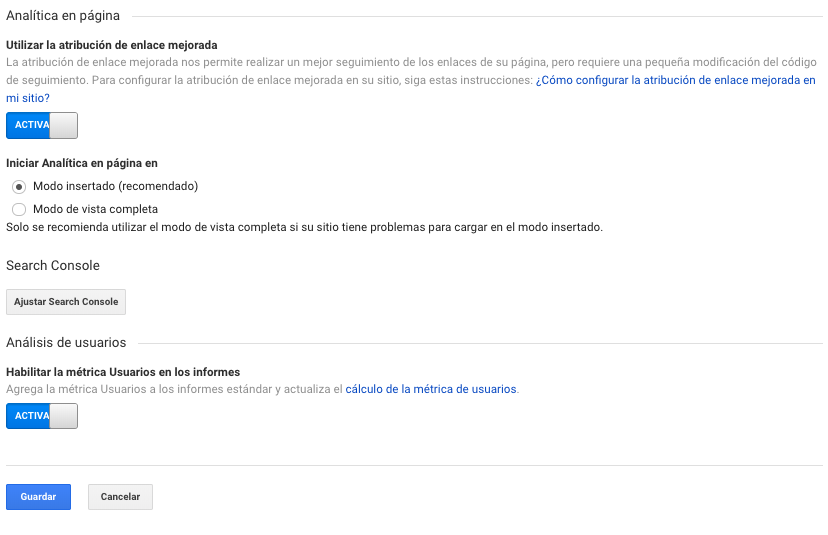 Analítica en página
Utilizar la atribución de enlace mejorada
La atribución de enlace mejorada nos permite realizar un mejor seguimiento de los enlaces de su página, pero requiere una pequeña modificación del código
de seguimiento. Para configurar la atribución de enlace mejorada en su sitio, siga estas instrucciones: ¿Cómo configurar la atribución de enlace mejorada en
mi sitio?
ACTIVA
Iniciar Analítica en página en
Modo insertado (recomendado)
Modo de vista completa
Solo se recomienda utilizar el modo de vista completa si su sitio tiene problemas para cargar en el modo insertado.
Search Console
Ajustar Search Console
Análisis de usuarios
Habilitar la métrica Usuarios en los informes
Agrega la métrica Usuarios a los informes estándar y actualiza el cálculo de la métrica de usuarios.
ACTIVA
Guardar Cancelar